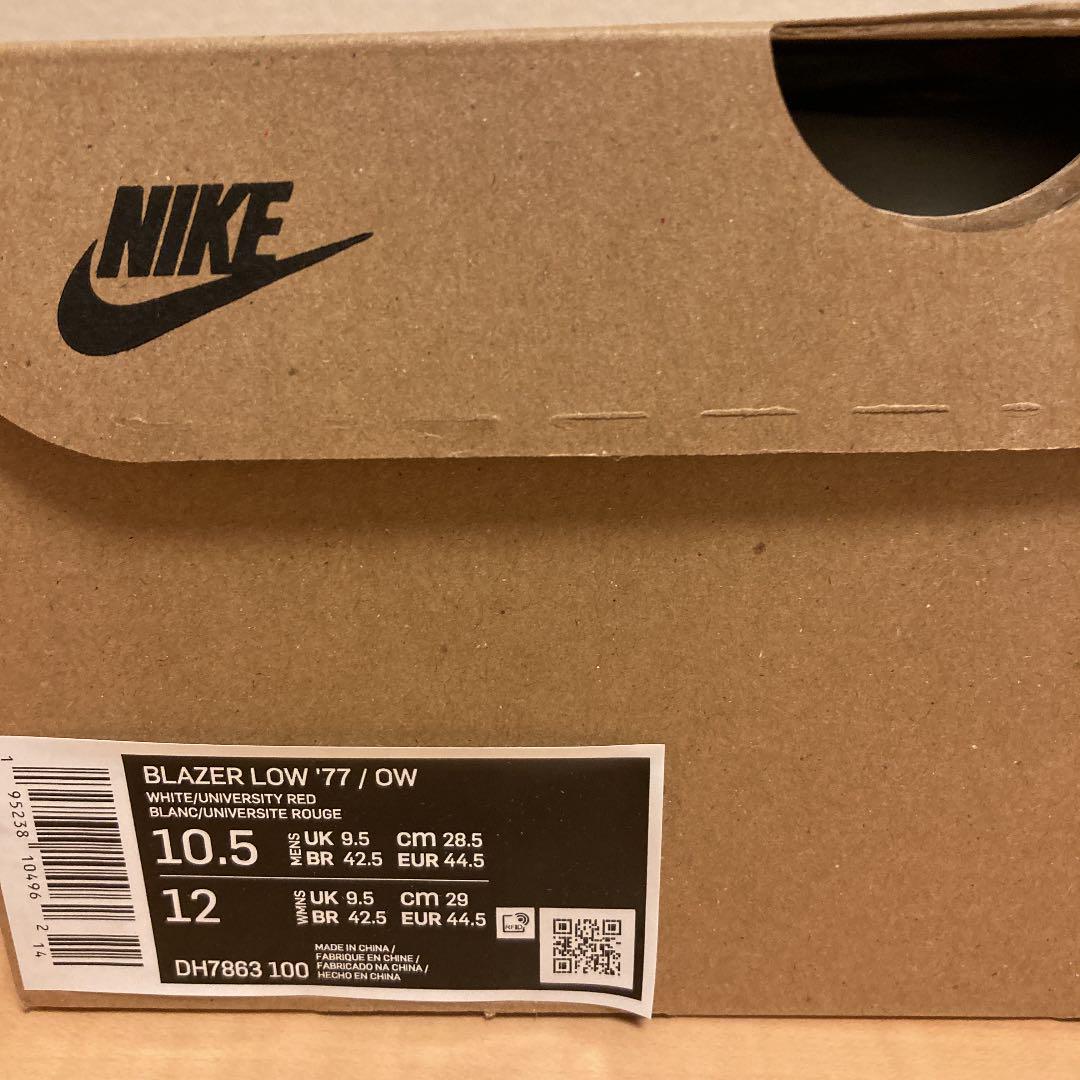 NIKE
BLAZER LOW '77 / OW
WHITE/UNIVERSITY RED
BLANC/UNIVERSITE ROUGE
10.5 MENS UK 9.5 cm 28.5
BR 42.5 EUR 44.5
12 WMNS UK 9.5 cm 29
BR 42.5 EUR 44.5
RFID
MADE IN CHINA /
FABRIQUE EN CHINE /
FABRICADO NA CHINA /
HECHO EN CHINA
DH7863 100
1 95238 10496 2 14